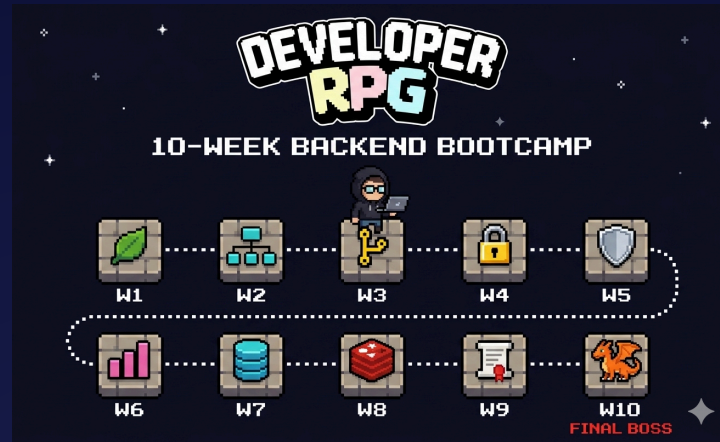 DEVELOPER
RPG
10-WEEK BACKEND BOOTCAMP
W1 W2 W3 W4 W5
W6 W7 W8 W9 W10
FINAL BOSS